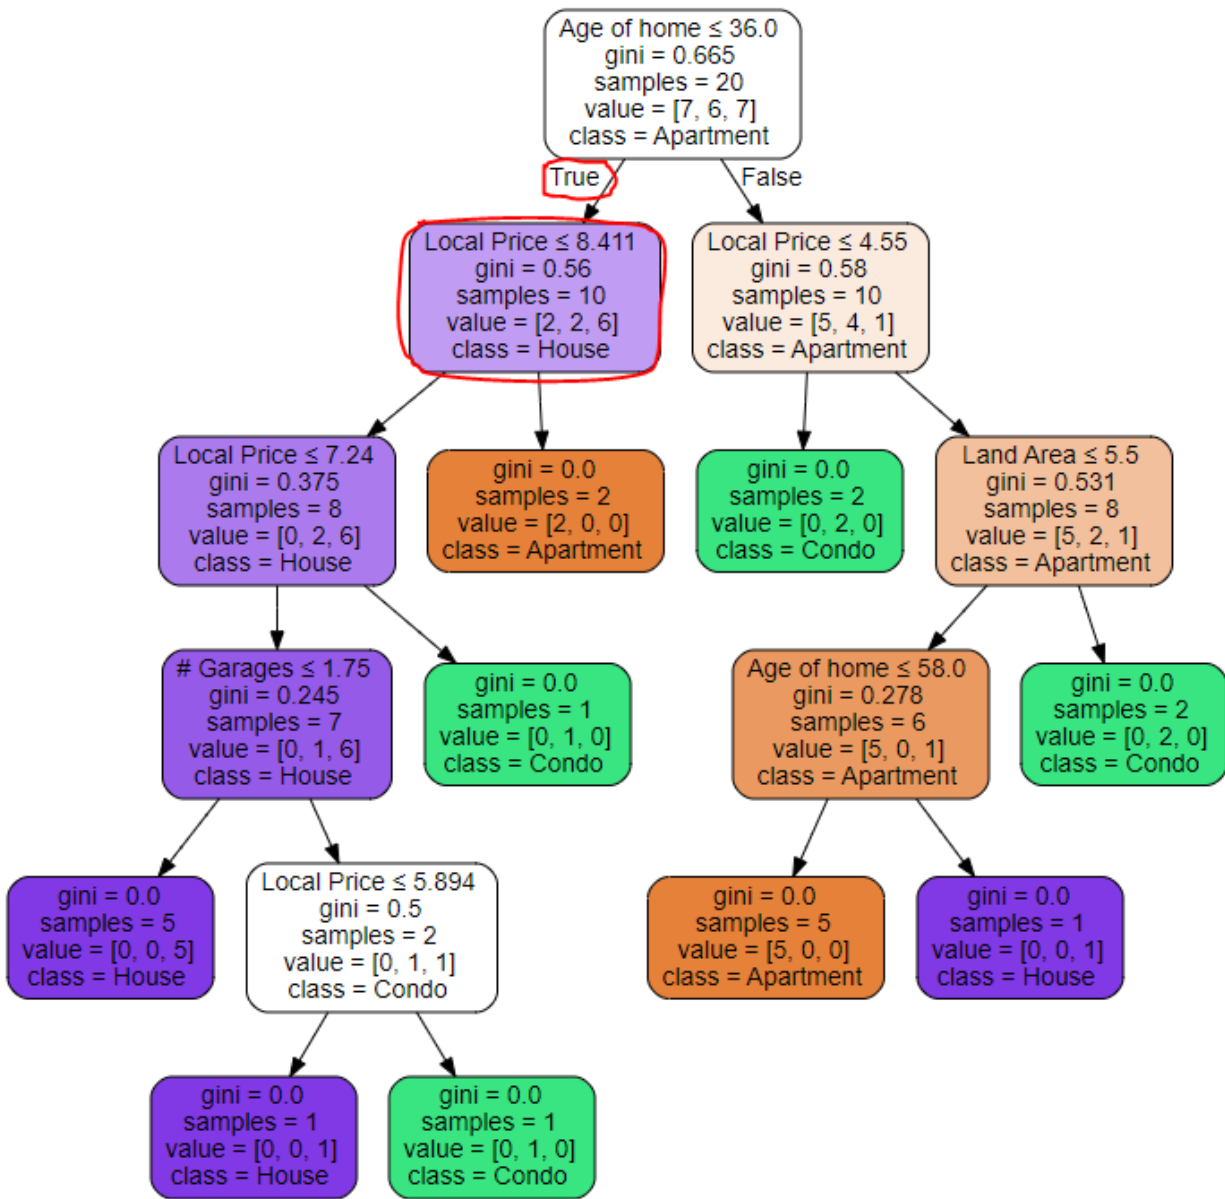 Age of home ≤ 36.0
gini = 0.665
samples = 20
value = [7, 6, 7]
class = Apartment
True
False
Local Price ≤ 8.411
gini = 0.56
samples = 10
value = [2, 2, 6]
class = House
Local Price ≤ 4.55
gini = 0.58
samples = 10
value = [5, 4, 1]
class = Apartment
Local Price ≤ 7.24
gini = 0.375
samples = 8
value = [0, 2, 6]
class = House
gini = 0.0
samples = 2
value = [2, 0, 0]
class = Apartment
gini = 0.0
samples = 2
value = [0, 2, 0]
class = Condo
Land Area ≤ 5.5
gini = 0.531
samples = 8
value = [5, 2, 1]
class = Apartment
# Garages ≤ 1.75
gini = 0.245
samples = 7
value = [0, 1, 6]
class = House
gini = 0.0
samples = 1
value = [0, 1, 0]
class = Condo
Age of home ≤ 58.0
gini = 0.278
samples = 6
value = [5, 0, 1]
class = Apartment
gini = 0.0
samples = 2
value = [0, 2, 0]
class = Condo
gini = 0.0
samples = 5
value = [0, 0, 5]
class = House
Local Price ≤ 5.894
gini = 0.5
samples = 2
value = [0, 1, 1]
class = Condo
gini = 0.0
samples = 5
value = [5, 0, 0]
class = Apartment
gini = 0.0
samples = 1
value = [0, 0, 1]
class = House
gini = 0.0
samples = 1
value = [0, 0, 1]
class = House
gini = 0.0
samples = 1
value = [0, 1, 0]
class = Condo